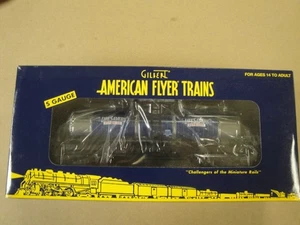 GILBERT
AMERICAN FLYER TRAINS
FOR AGES 14 TO ADULT
S GAUGE
"Challengers of the Miniature Rails"